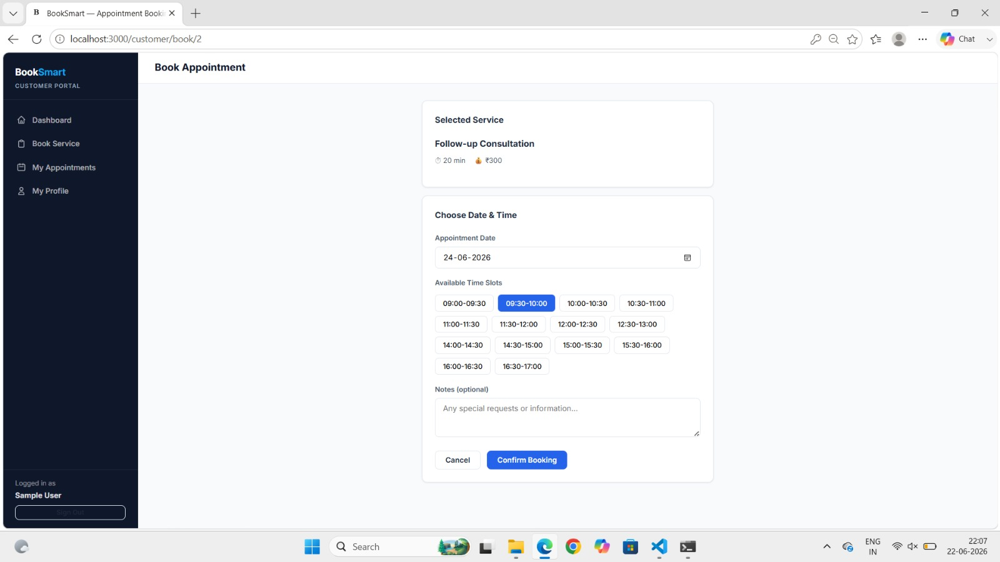 B BookSmart — Appointment Booki
localhost:3000/customer/book/2
Chat
BookSmart
CUSTOMER PORTAL
Dashboard
Book Service
My Appointments
My Profile
Logged in as
Sample User
Sign Out
Book Appointment
Selected Service
Follow-up Consultation
20 min ₹300
Choose Date & Time
Appointment Date
24-06-2026
Available Time Slots
09:00-09:30 09:30-10:00 10:00-10:30 10:30-11:00
11:00-11:30 11:30-12:00 12:00-12:30 12:30-13:00
14:00-14:30 14:30-15:00 15:00-15:30 15:30-16:00
16:00-16:30 16:30-17:00
Notes (optional)
Any special requests or information...
Cancel Confirm Booking
Search
ENG
IN
22:07
22-06-2026